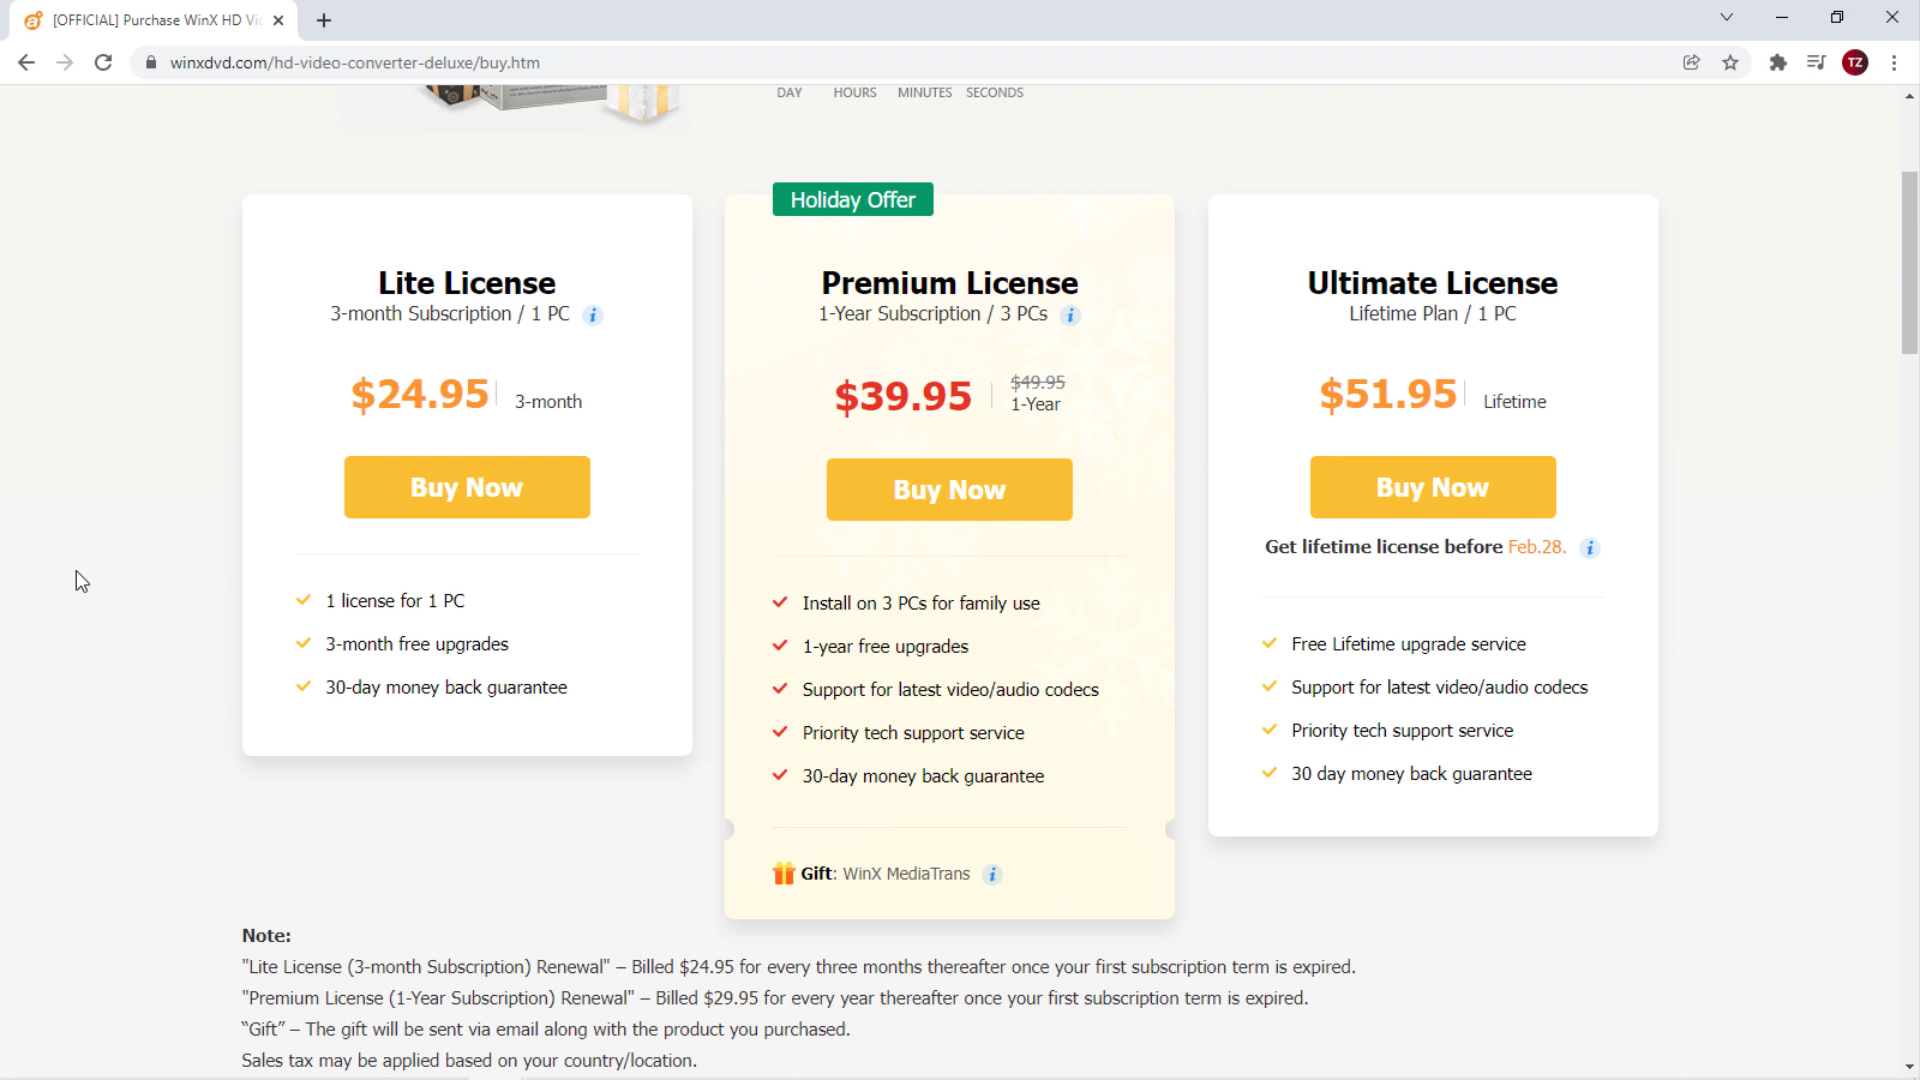 [OFFICIAL] Purchase WinX HD Vi
winxdvd.com/hd-video-converter-deluxe/buy.htm
TZ
DAY HOURS MINUTES SECONDS
Lite License
3-month Subscription / 1 PC i
$24.95 3-month
Buy Now
1 license for 1 PC
3-month free upgrades
30-day money back guarantee
Holiday Offer
Premium License
1-Year Subscription / 3 PCs i
$39.95 $49.95
1-Year
Buy Now
Install on 3 PCs for family use
1-year free upgrades
Support for latest video/audio codecs
Priority tech support service
30-day money back guarantee
Gift: WinX MediaTrans i
Ultimate License
Lifetime Plan / 1 PC
$51.95 Lifetime
Buy Now
Get lifetime license before Feb.28. i
Free Lifetime upgrade service
Support for latest video/audio codecs
Priority tech support service
30 day money back guarantee
Note:
"Lite License (3-month Subscription) Renewal" – Billed $24.95 for every three months thereafter once your first subscription term is expired.
"Premium License (1-Year Subscription) Renewal" – Billed $29.95 for every year thereafter once your first subscription term is expired.
“Gift” – The gift will be sent via email along with the product you purchased.
Sales tax may be applied based on your country/location.